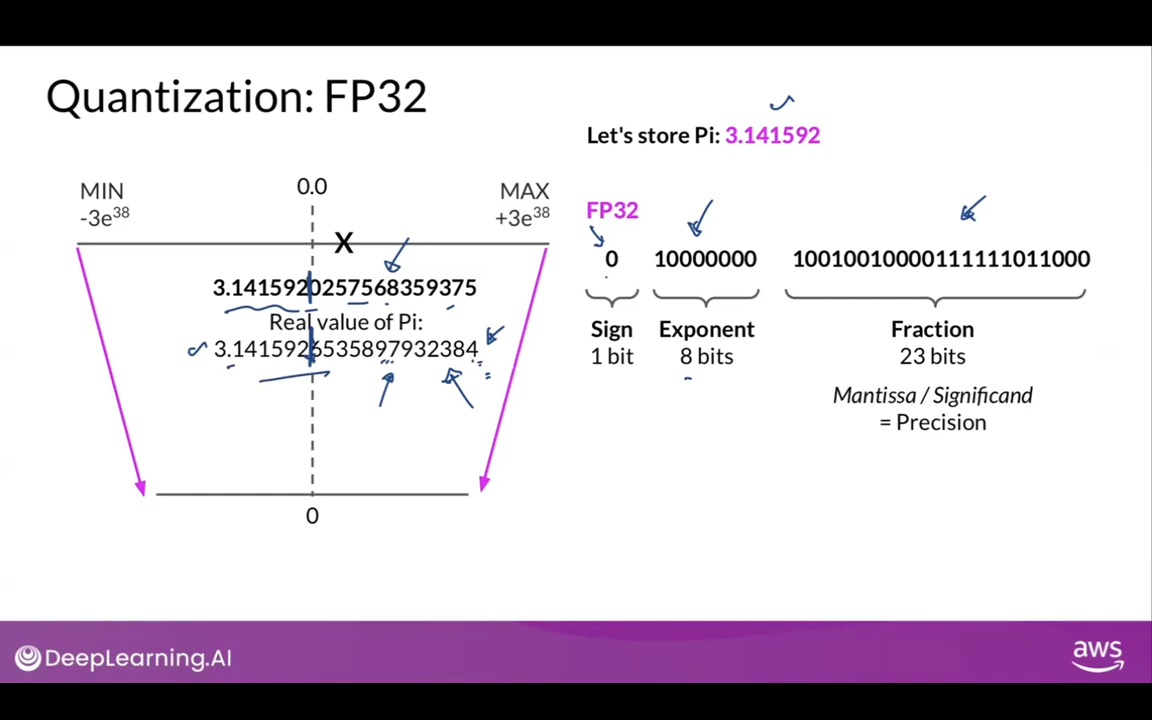 Quantization: FP32
Let's store Pi: 3.141592
MIN
-3e³⁸
0.0
MAX
+3e³⁸
X
3.1415920257568359375
Real value of Pi:
3.1415926535897932384
0
FP32
0 10000000 10010010000111111011000
Sign
1 bit
Exponent
8 bits
Fraction
23 bits
Mantissa / Significand
= Precision
DeepLearning.AI
aws